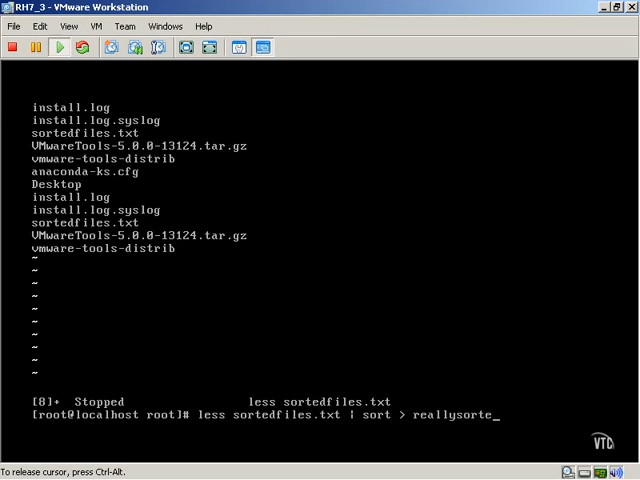 RH7_3 - VMware Workstation
File Edit View VM Team Windows Help
install.log
install.log.syslog
sortedfiles.txt
VMwareTools-5.0.0-13124.tar.gz
vmware-tools-distrib
anaconda-ks.cfg
Desktop
install.log
install.log.syslog
sortedfiles.txt
VMwareTools-5.0.0-13124.tar.gz
vmware-tools-distrib
~
~
~
~
~
~
~
~
~
~
[8]+ Stopped less sortedfiles.txt
[root@localhost root]# less sortedfiles.txt | sort > reallysorte_
VTC
To release cursor, press Ctrl-Alt.